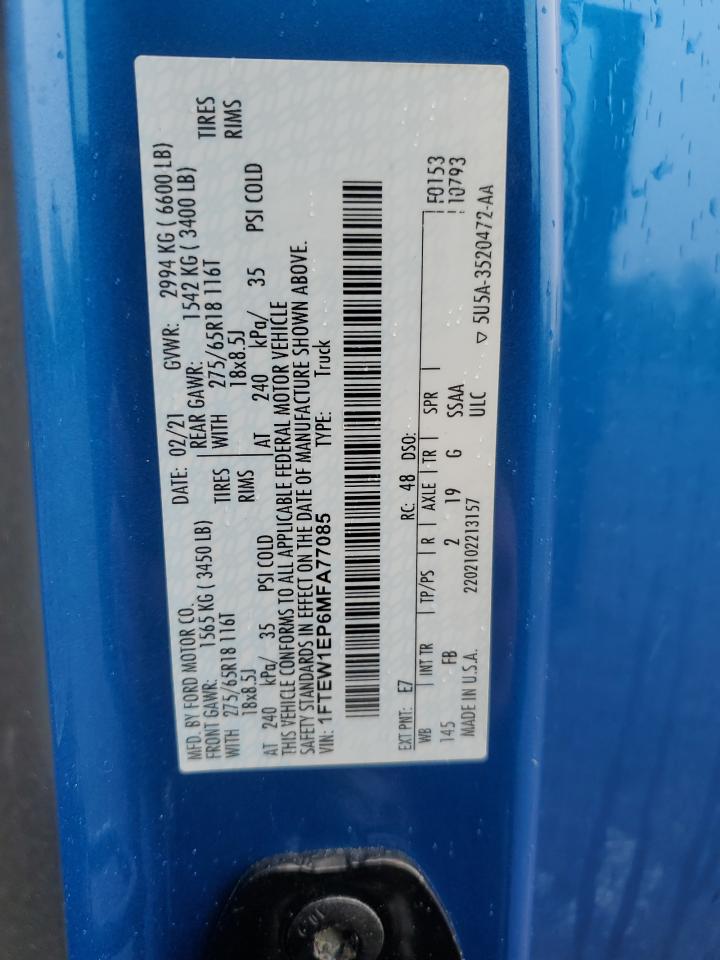 MFD. BY FORD MOTOR CO.
DATE: 02/21 GVWR: 2994 KG ( 6600 LB)
FRONT GAWR: 1565 KG ( 3450 LB)
REAR GAWR: 1542 KG ( 3400 LB)
WITH 275/65R18 116T TIRES
WITH 275/65R18 116T TIRES
18x8.5J RIMS
18x8.5J RIMS
AT 240 kPa/ 35 PSI COLD
AT 240 kPa/ 35 PSI COLD
THIS VEHICLE CONFORMS TO ALL APPLICABLE FEDERAL MOTOR VEHICLE
SAFETY STANDARDS IN EFFECT ON THE DATE OF MANUFACTURE SHOWN ABOVE.
VIN: 1FTEW1EP6MFA77085 TYPE: Truck
EXT PNT: E7 RC: 48 DSO: F0153
WB INT TR TP/PS R AXLE TR SPR 10793
145 FB 2 19 G SSAA
MADE IN U.S.A. 2202102213157 ULC
▽ 5U5A-3520472-AA